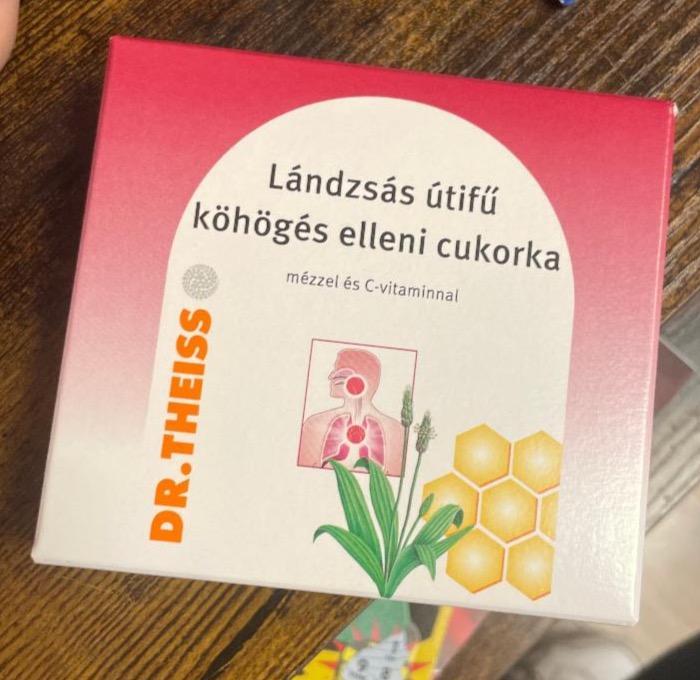 Lándzsás útifű
köhögés elleni cukorka
mézzel és C-vitaminnal
DR.THEISS